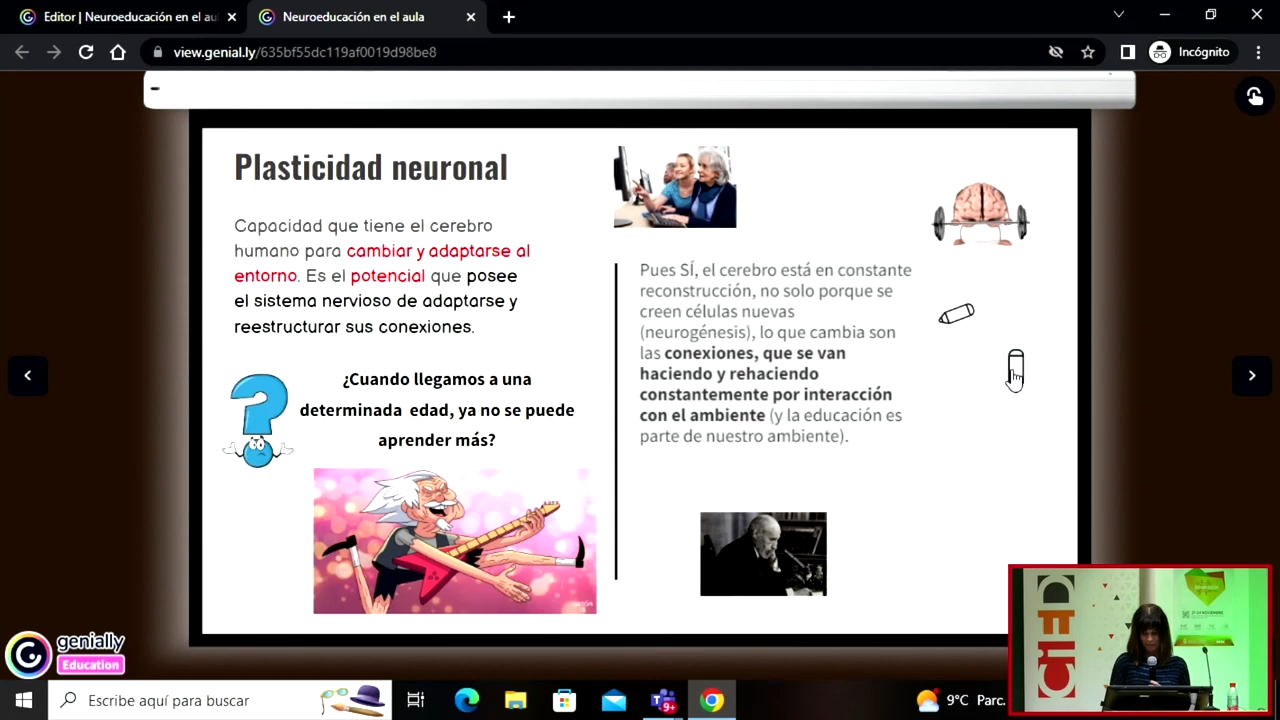 Editor | Neuroeducación en el au
Neuroeducación en el aula
view.genial.ly/635bf55dc119af0019d98be8
Incógnito
Plasticidad neuronal
Capacidad que tiene el cerebro
humano para cambiar y adaptarse al
entorno. Es el potencial que posee
el sistema nervioso de adaptarse y
reestructurar sus conexiones.
¿Cuando llegamos a una
determinada edad, ya no se puede
aprender más?
Pues SÍ, el cerebro está en constante
reconstrucción, no solo porque se
creen células nuevas
(neurogénesis), lo que cambia son
las conexiones, que se van
haciendo y rehaciendo
constantemente por interacción
con el ambiente (y la educación es
parte de nuestro ambiente).
genially
Education
CIFD
Escribe aquí para buscar
9+
9°C Parc.